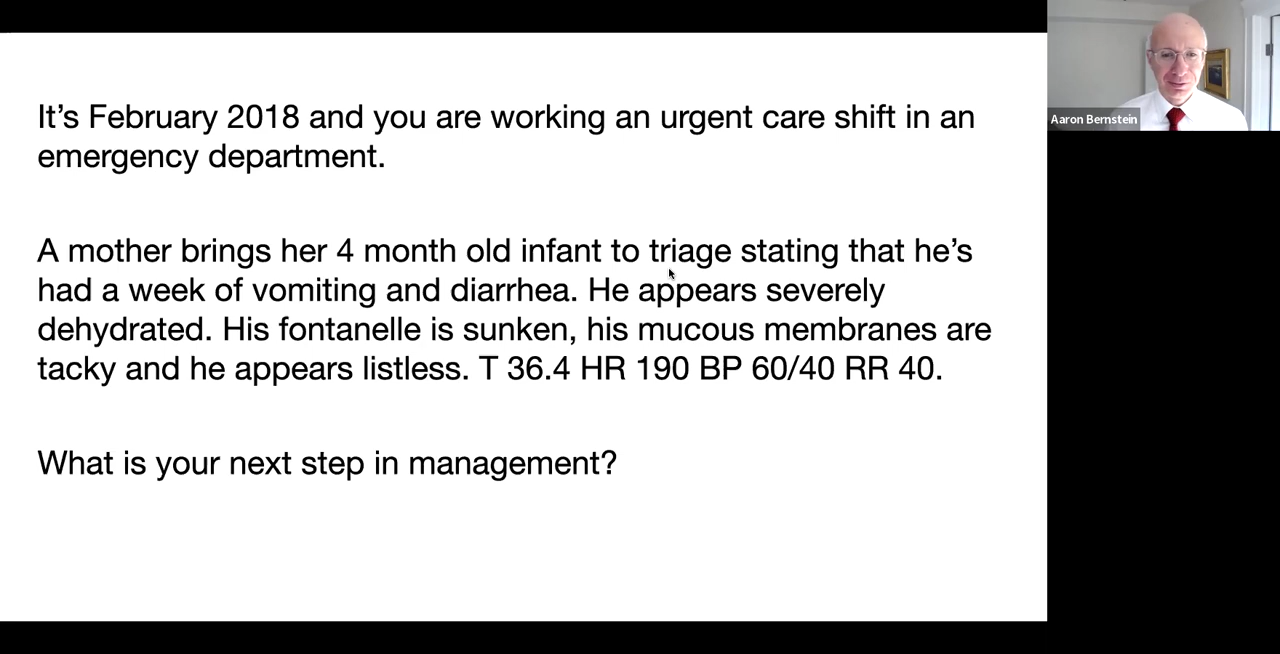 It’s February 2018 and you are working an urgent care shift in an
emergency department.
A mother brings her 4 month old infant to triage stating that he’s
had a week of vomiting and diarrhea. He appears severely
dehydrated. His fontanelle is sunken, his mucous membranes are
tacky and he appears listless. T 36.4 HR 190 BP 60/40 RR 40.
What is your next step in management?
Aaron Bernstein